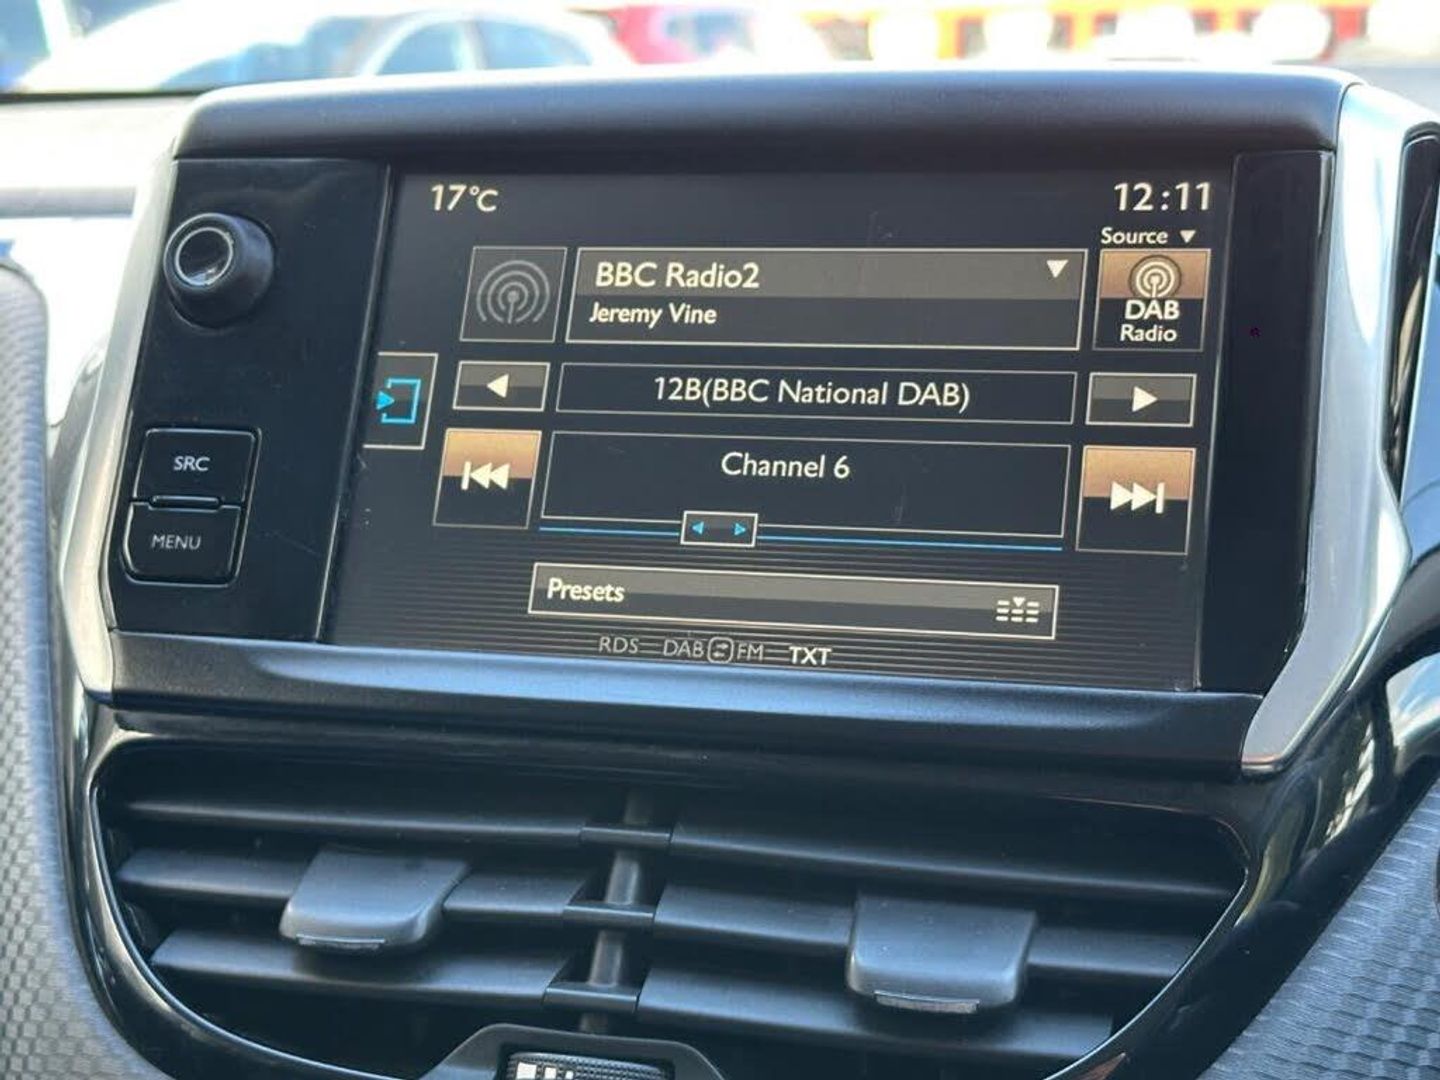 17°C
12:11
Source
BBC Radio2
Jeremy Vine
DAB
Radio
12B(BBC National DAB)
SRC
Channel 6
MENU
Presets
RDS DAB FM TXT